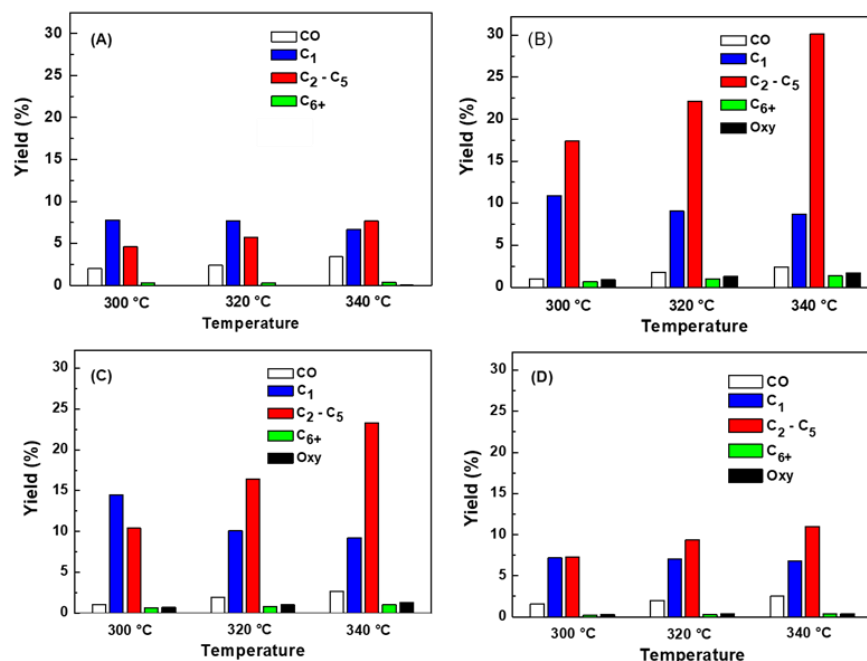 (A)
CO
C₁
C₂ - C₅
C₆₊
Yield (%)
30
25
20
15
10
5
0
300 °C 320 °C 340 °C
Temperature
(B)
CO
C₁
C₂ - C₅
C₆₊
Oxy
Yield (%)
30
25
20
15
10
5
0
300 °C 320 °C 340 °C
Temperature
(C)
CO
C₁
C₂ - C₅
C₆₊
Oxy
Yield (%)
30
25
20
15
10
5
0
300 °C 320 °C 340 °C
Temperature
(D)
CO
C₁
C₂ - C₅
C₆₊
Oxy
Yield (%)
30
25
20
15
10
5
0
300 °C 320 °C 340 °C
Temperature